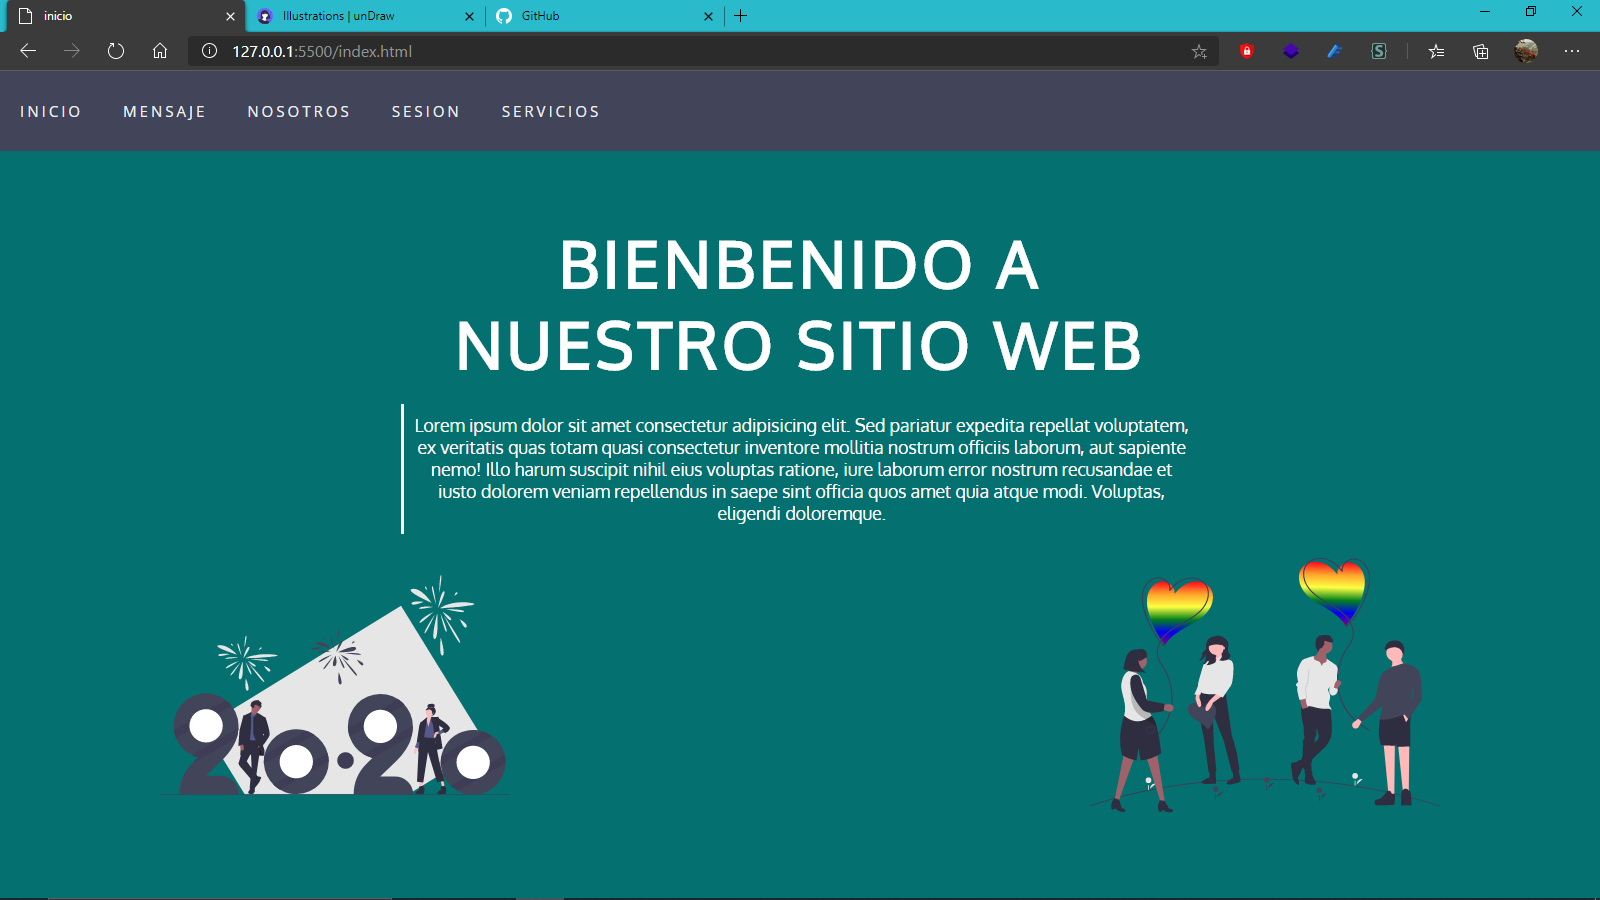 inicio
Illustrations | unDraw
GitHub
127.0.0.1:5500/index.html
INICIO MENSAJE NOSOTROS SESION SERVICIOS
BIENBENIDO A
NUESTRO SITIO WEB
Lorem ipsum dolor sit amet consectetur adipisicing elit. Sed pariatur expedita repellat voluptatem,
ex veritatis quas totam quasi consectetur inventore mollitia nostrum officiis laborum, aut sapiente
nemo! Illo harum suscipit nihil eius voluptas ratione, iure laborum error nostrum recusandae et
iusto dolorem veniam repellendus in saepe sint officia quos amet quia atque modi. Voluptas,
eligendi doloremque.
20·20